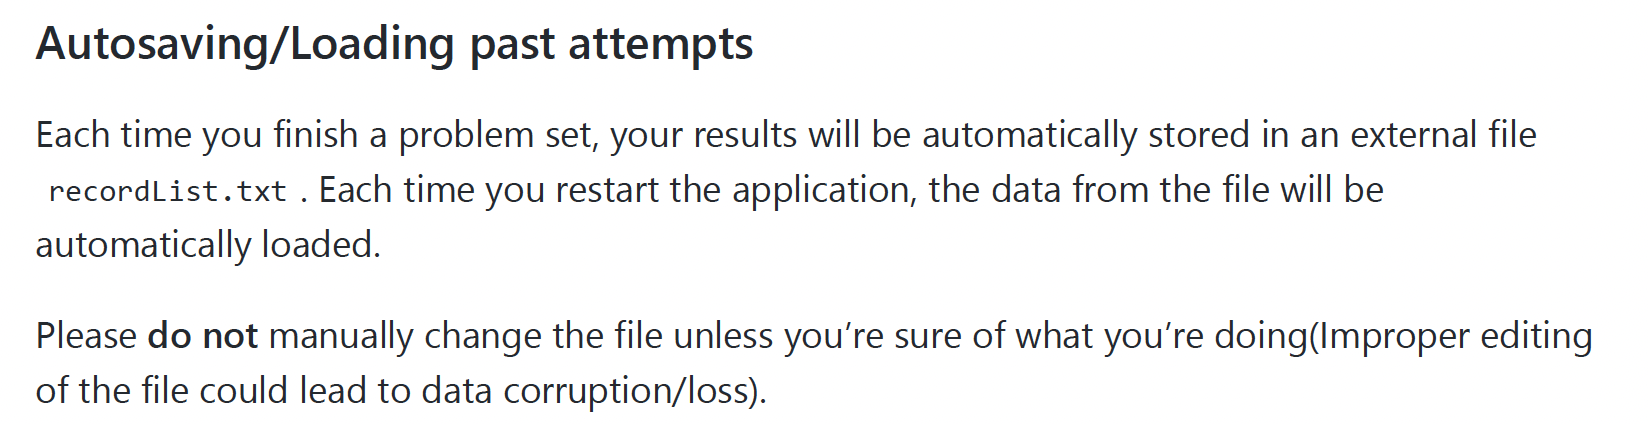 Autosaving/Loading past attempts
Each time you finish a problem set, your results will be automatically stored in an external file
recordList.txt . Each time you restart the application, the data from the file will be
automatically loaded.
Please do not manually change the file unless you’re sure of what you’re doing(Improper editing
of the file could lead to data corruption/loss).